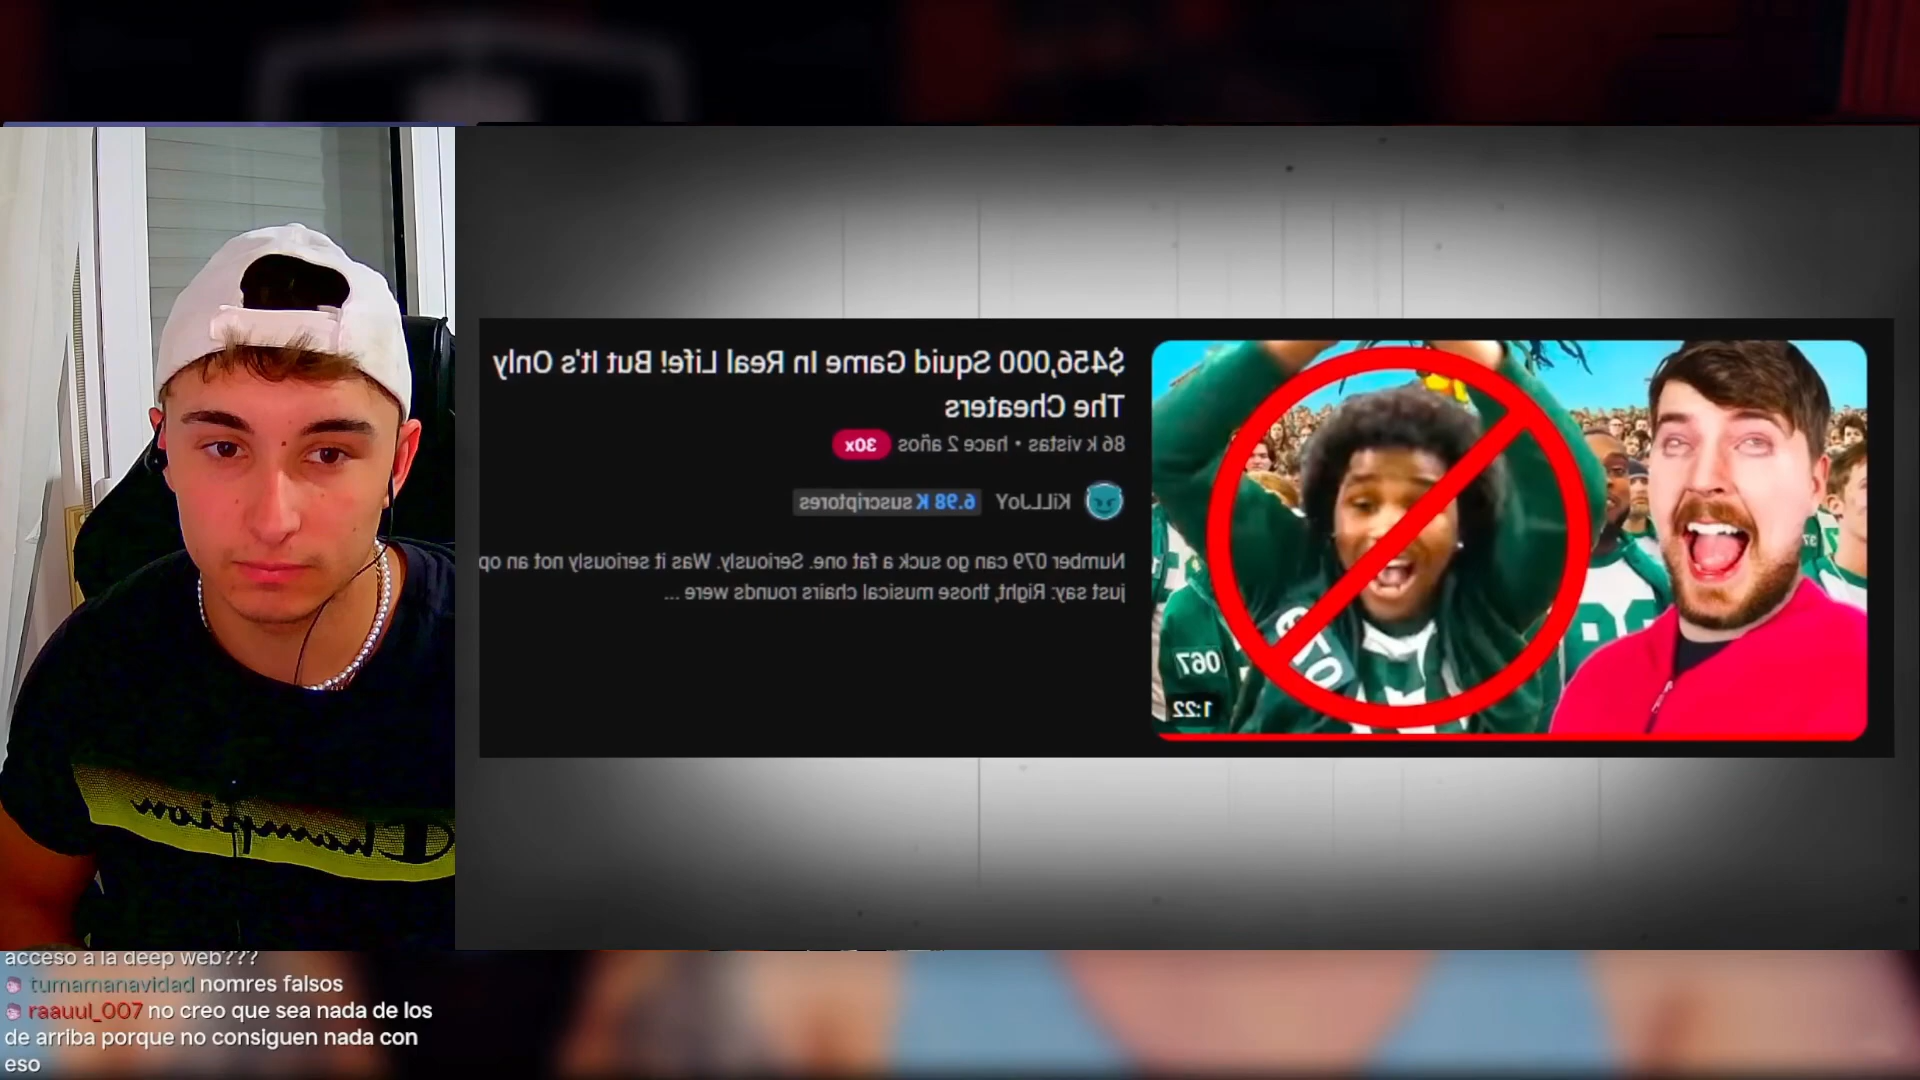 $456,000 Squid Game In Real Life! But It's Only
The Cheaters
86 k vistas • hace 2 años 30x
KiLLJoY 6.98 K suscriptores
Number 079 can go suck a fat one. Seriously. Was it seriously not an op
just say: Right, those musical chairs rounds were ...
067
1:22
Champion
acceso a la deep web???
tumamanavidad nomres falsos
raauul_007 no creo que sea nada de los
de arriba porque no consiguen nada con
eso